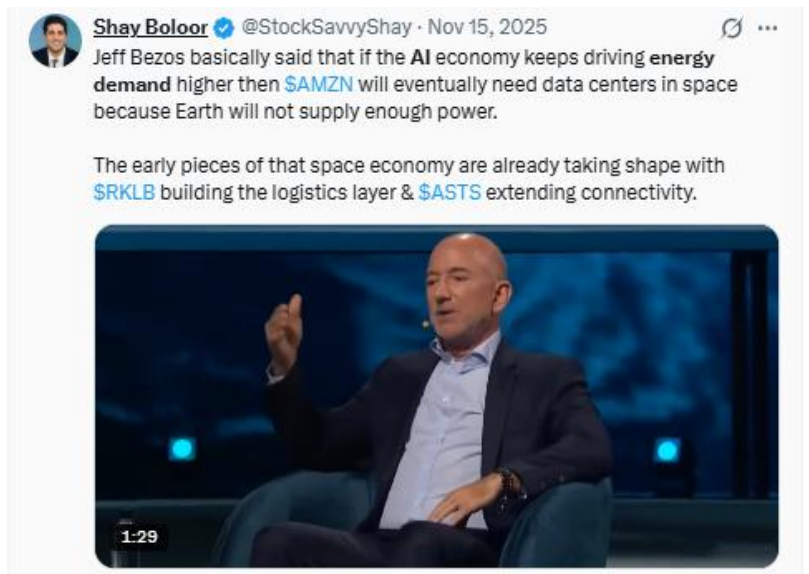 Shay Boloor @StockSavvyShay · Nov 15, 2025
Jeff Bezos basically said that if the AI economy keeps driving energy
demand higher then $AMZN will eventually need data centers in space
because Earth will not supply enough power.
The early pieces of that space economy are already taking shape with
$RKLB building the logistics layer & $ASTS extending connectivity.
1:29